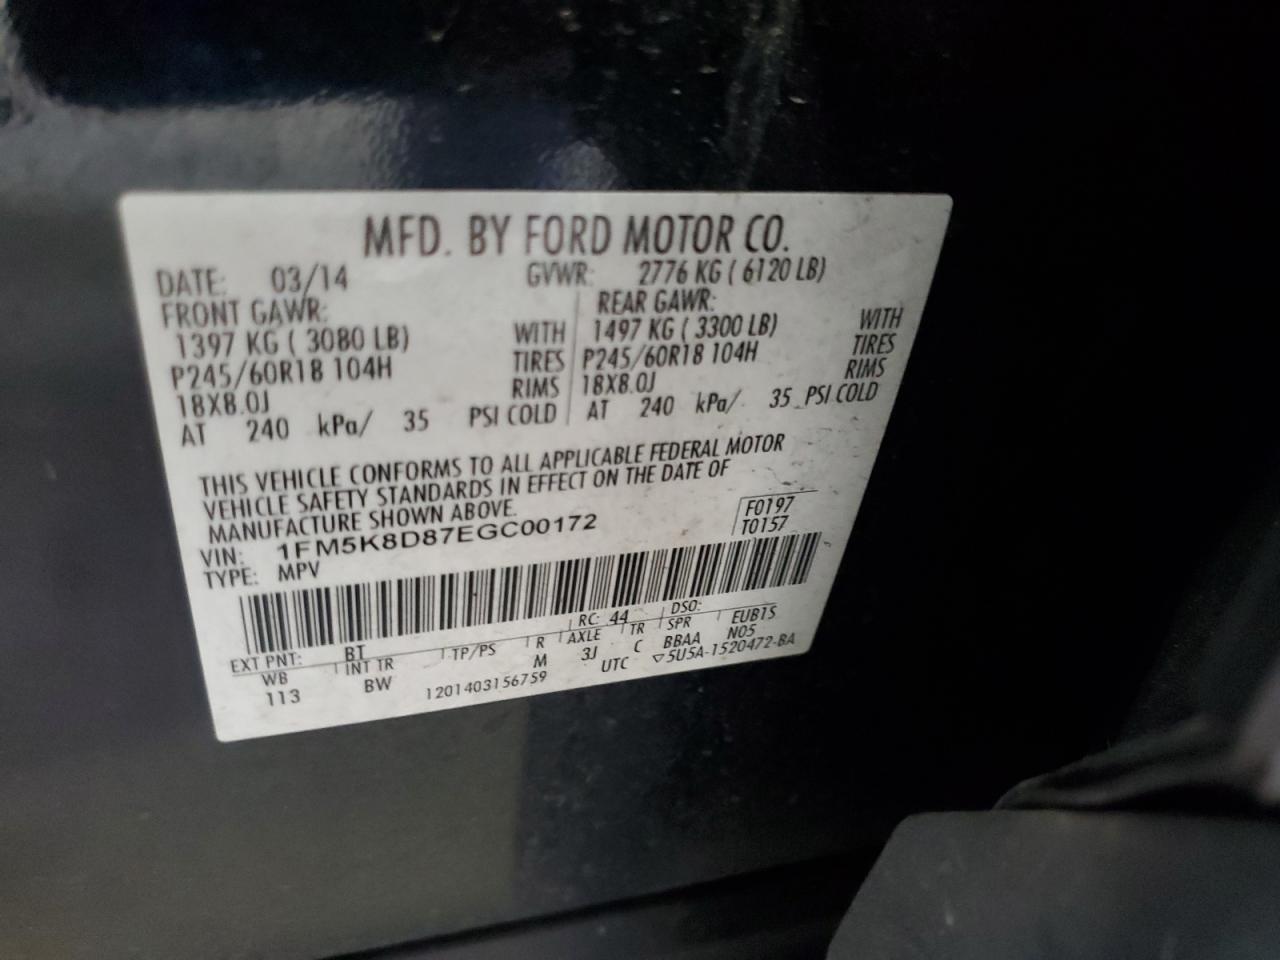 MFD. BY FORD MOTOR CO.
DATE: 03/14 GVWR: 2776 KG ( 6120 LB)
FRONT GAWR: REAR GAWR:
1397 KG ( 3080 LB) WITH 1497 KG ( 3300 LB) WITH
P245/60R18 104H TIRES P245/60R18 104H TIRES
18X8.0J RIMS 18X8.0J RIMS
AT 240 kPa/ 35 PSI COLD AT 240 kPa/ 35 PSI COLD
THIS VEHICLE CONFORMS TO ALL APPLICABLE FEDERAL MOTOR
VEHICLE SAFETY STANDARDS IN EFFECT ON THE DATE OF
MANUFACTURE SHOWN ABOVE.
F0197
VIN: 1FM5K8D87EGC00172 T0157
TYPE: MPV
EXT PNT: BT RC: 44 DSO:
WB INT TR TP/PS R AXLE TR SPR EUB1S
113 BW M 3J C BBAA N05
1201403156759 UTC ▽5U5A-1520472-BA